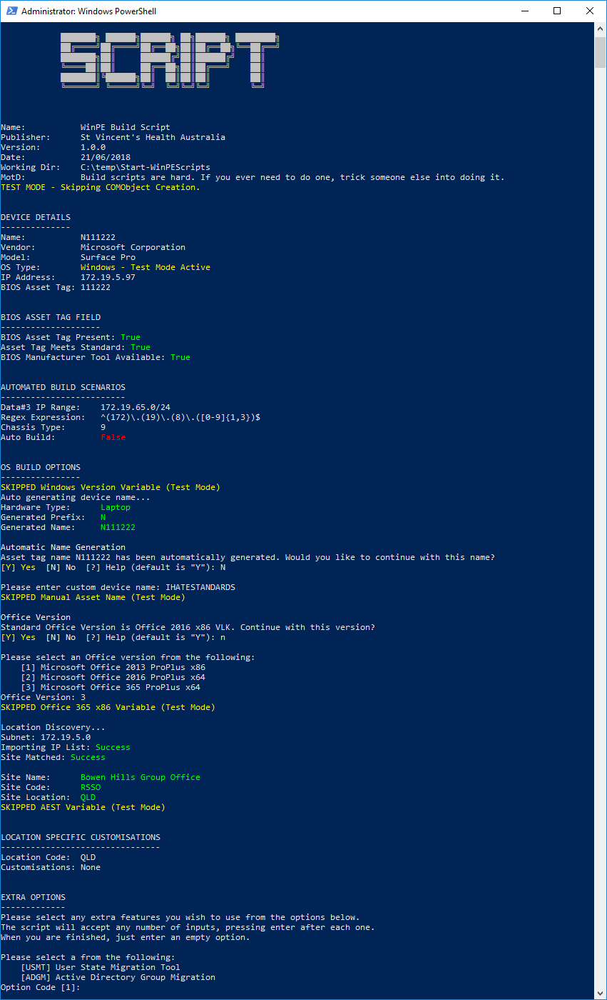 Administrator: Windows PowerShell
SCRIPT
Name: WinPE Build Script
Publisher: St Vincent's Health Australia
Version: 1.0.0
Date: 21/06/2018
Working Dir: C:\temp\Start-WinPEScripts
MotD: Build scripts are hard. If you ever need to do one, trick someone else into doing it.
TEST MODE - Skipping COMObject Creation.
DEVICE DETAILS
--------------
Name: N111222
Vendor: Microsoft Corporation
Model: Surface Pro
OS Type: Windows - Test Mode Active
IP Address: 172.19.5.97
BIOS Asset Tag: 111222
BIOS ASSET TAG FIELD
--------------------
BIOS Asset Tag Present: True
Asset Tag Meets Standard: True
BIOS Manufacturer Tool Available: True
AUTOMATED BUILD SCENARIOS
-------------------------
Data#3 IP Range: 172.19.65.0/24
Regex Expression: ^(172)\.(19)\.(8)\.([0-9]{1,3})$
Chassis Type: 9
Auto Build: False
OS BUILD OPTIONS
----------------
SKIPPED Windows Version Variable (Test Mode)
Auto generating device name...
Hardware Type: Laptop
Generated Prefix: N
Generated Name: N111222
Automatic Name Generation
Asset tag name N111222 has been automatically generated. Would you like to continue with this name?
[Y] Yes [N] No [?] Help (default is "Y"): N
Please enter custom device name: IHATESTANDARDS
SKIPPED Manual Asset Name (Test Mode)
Office Version
Standard Office Version is Office 2016 x86 VLK. Continue with this version?
[Y] Yes [N] No [?] Help (default is "Y"): n
Please select an Office version from the following:
[1] Microsoft Office 2013 ProPlus x86
[2] Microsoft Office 2016 ProPlus x64
[3] Microsoft Office 365 ProPlus x64
Office Version: 3
SKIPPED Office 365 x86 Variable (Test Mode)
Location Discovery...
Subnet: 172.19.5.0
Importing IP List: Success
Site Matched: Success
Site Name: Bowen Hills Group Office
Site Code: RSSO
Site Location: QLD
SKIPPED AEST Variable (Test Mode)
LOCATION SPECIFIC CUSTOMISATIONS
--------------------------------
Location Code: QLD
Customisations: None
EXTRA OPTIONS
-------------
Please select any extra features you wish to use from the options below.
The script will accept any number of inputs, pressing enter after each one.
When you are finished, just enter an empty option.
Please select a from the following:
[USMT] User State Migration Tool
[ADGM] Active Directory Group Migration
Option Code [1]: